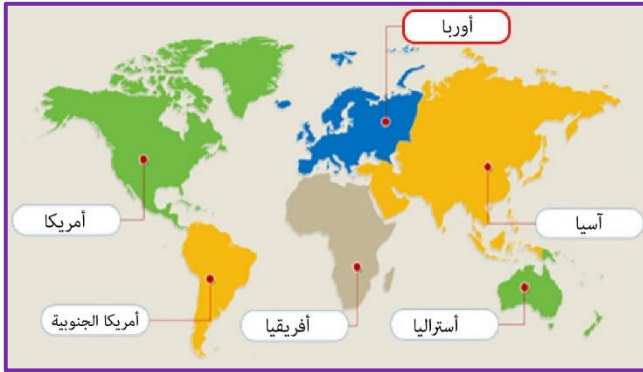 أوربا
آسيا
أمريكا
أستراليا
أفريقيا
أمريكا الجنوبية